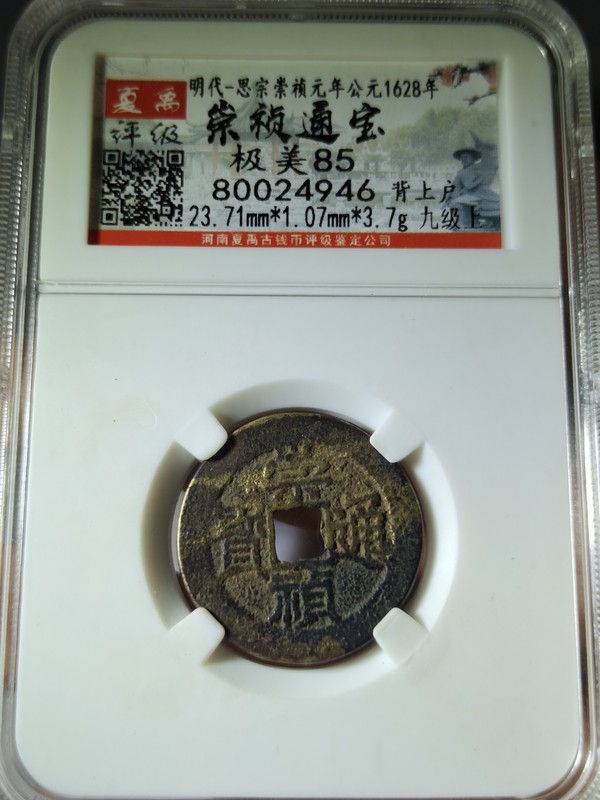 明代-思宗崇祯元年公元1628年
夏禹
评级
崇祯通宝
极美85
80024946 背上户
23.71mm*1.07mm*3.7g 九级上
河南夏禹古钱币评级鉴定公司
崇禎通寶